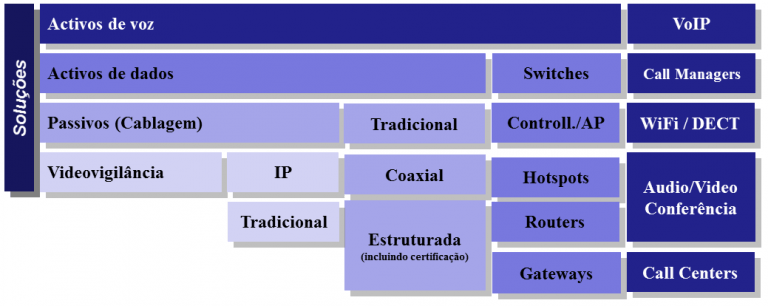 Soluções
Activos de voz
VoIP
Activos de dados
Switches
Call Managers
Passivos (Cablagem)
Tradicional
Controll./AP
WiFi / DECT
Videovigilância
IP
Coaxial
Hotspots
Audio/Video
Conferência
Tradicional
Estruturada
(incluindo certificação)
Routers
Gateways
Call Centers